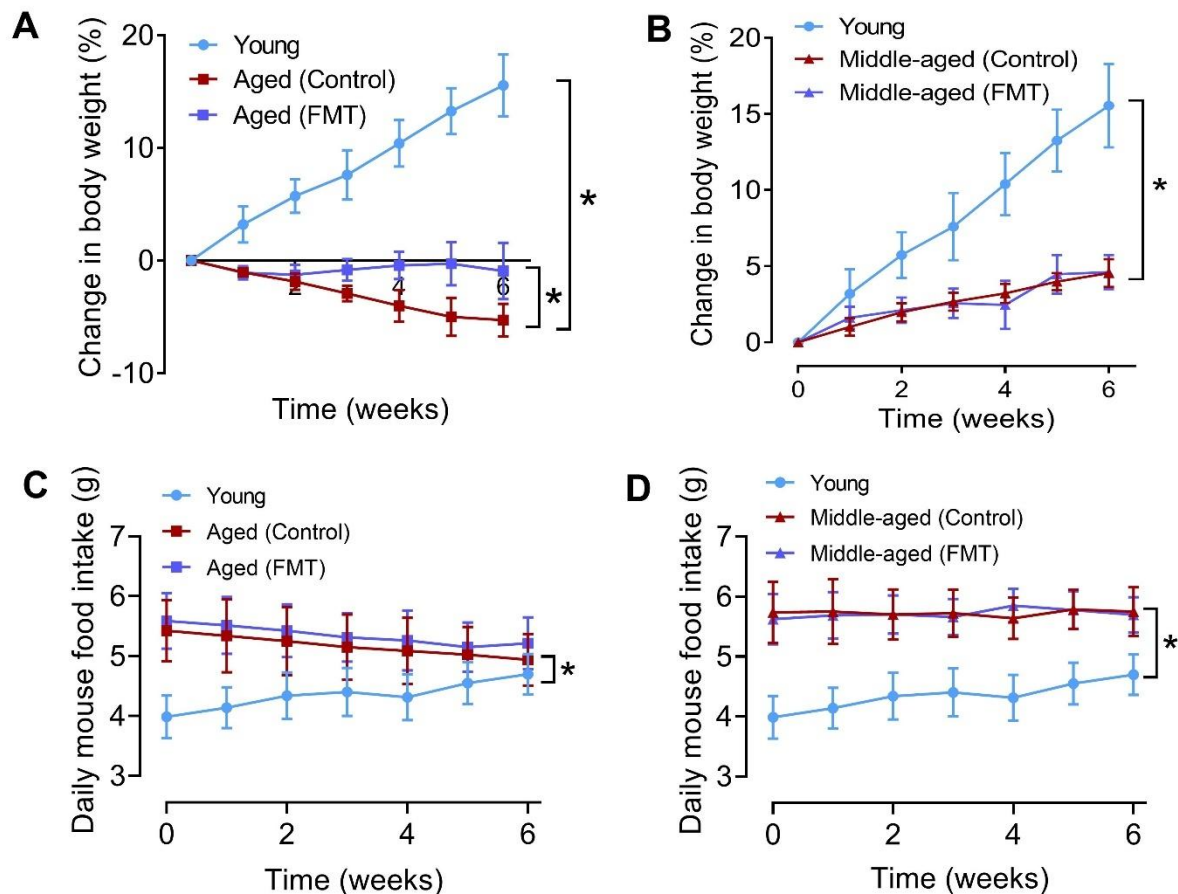 A
Change in body weight (%)
20
10
0
-10
Young
Aged (Control)
Aged (FMT)
2
4
6
*
*
Time (weeks)
B
Change in body weight (%)
20
15
10
5
0
Young
Middle-aged (Control)
Middle-aged (FMT)
*
0 2 4 6
Time (weeks)
C
Daily mouse food intake (g)
7
6
5
4
3
Young
Aged (Control)
Aged (FMT)
*
0 2 4 6
Time (weeks)
D
Daily mouse food intake (g)
7
6
5
4
3
Young
Middle-aged (Control)
Middle-aged (FMT)
*
0 2 4 6
Time (weeks)